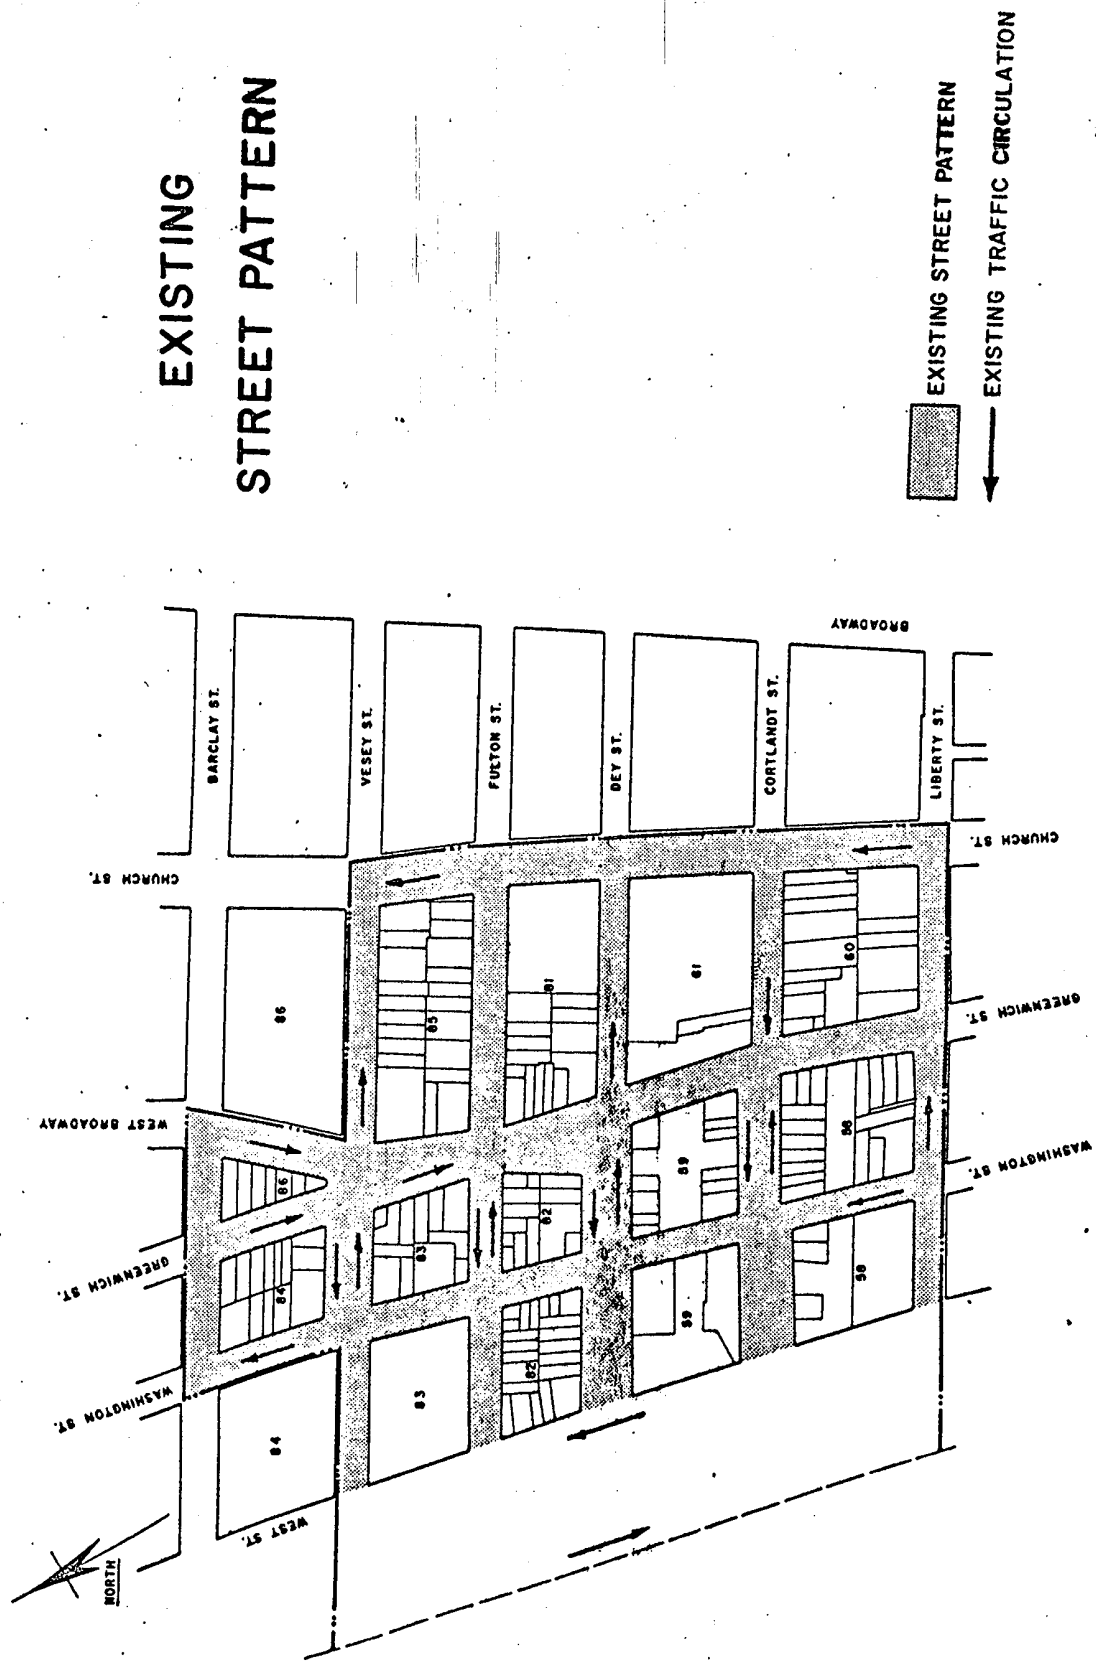 EXISTING
STREET PATTERN
EXISTING STREET PATTERN
EXISTING TRAFFIC CIRCULATION
BROADWAY
BARCLAY ST.
VESEY ST.
FULTON ST.
DEY ST.
CORTLANDT ST.
LIBERTY ST.
CHURCH ST.
CHURCH ST.
86
85
81
61
60
GREENWICH ST.
WEST BROADWAY
86
84
83
82
59
58
WASHINGTON ST.
GREENWICH ST.
WASHINGTON ST.
84
83
82
59
58
WEST ST.
NORTH